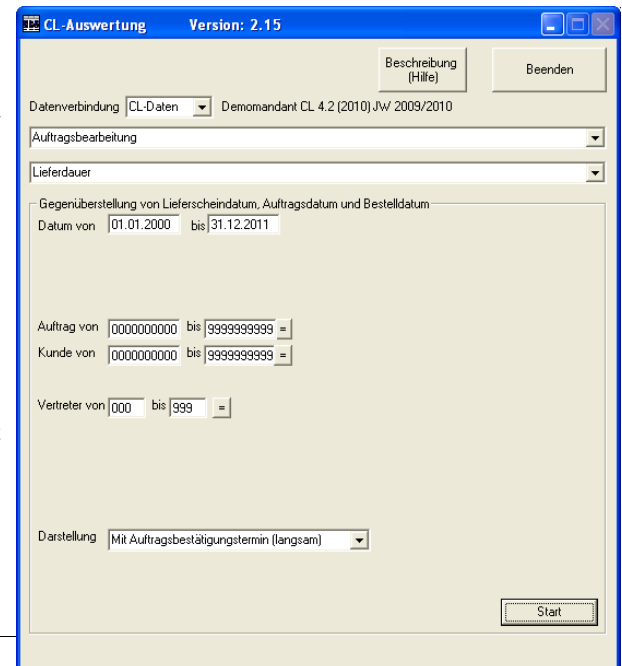 CL-Auswertung Version: 2.15
Beschreibung
(Hilfe)
Beenden
Datenverbindung CL-Daten Demomandant CL 4.2 (2010) JW 2009/2010
Auftragsbearbeitung
Lieferdauer
Gegenüberstellung von Lieferscheindatum, Auftragsdatum und Bestelldatum
Datum von 01.01.2000 bis 31.12.2011
Auftrag von 0000000000 bis 9999999999 =
Kunde von 0000000000 bis 9999999999 =
Vertreter von 000 bis 999 =
Darstellung Mit Auftragsbestätigungstermin (langsam)
Start